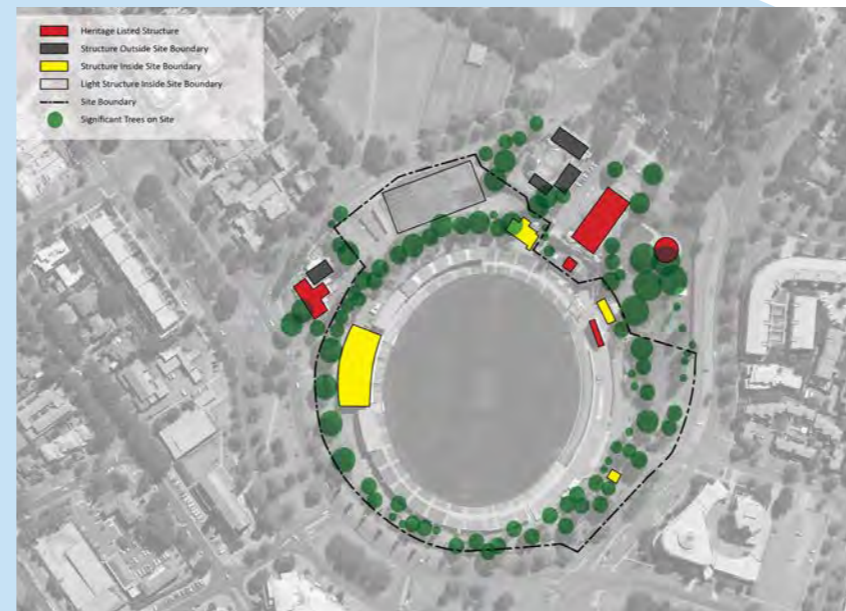 Heritage Listed Structure
Structure Outside Site Boundary
Structure Inside Site Boundary
Light Structure Inside Site Boundary
Site Boundary
Significant Trees on Site